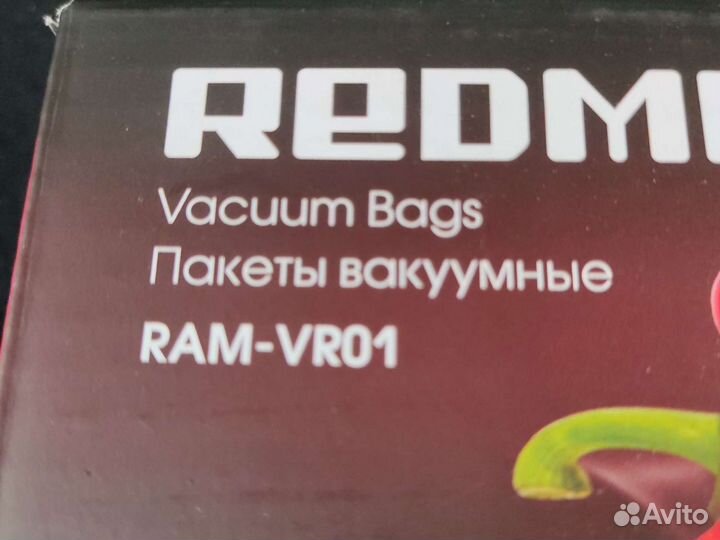 REDM
Vacuum Bags
Пакеты вакуумные
RAM-VR01
Avito